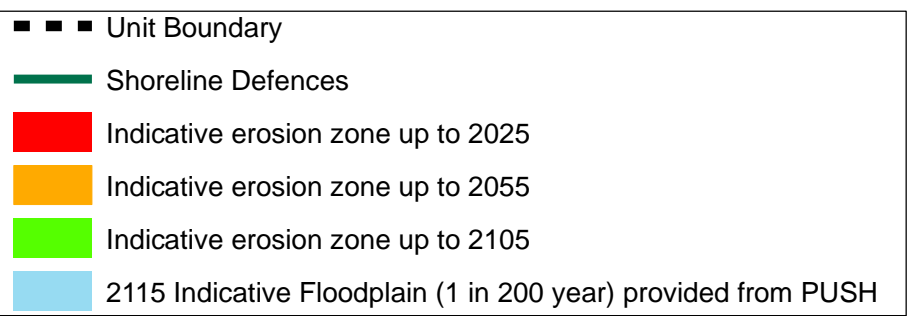 Unit Boundary
Shoreline Defences
Indicative erosion zone up to 2025
Indicative erosion zone up to 2055
Indicative erosion zone up to 2105
2115 Indicative Floodplain (1 in 200 year) provided from PUSH